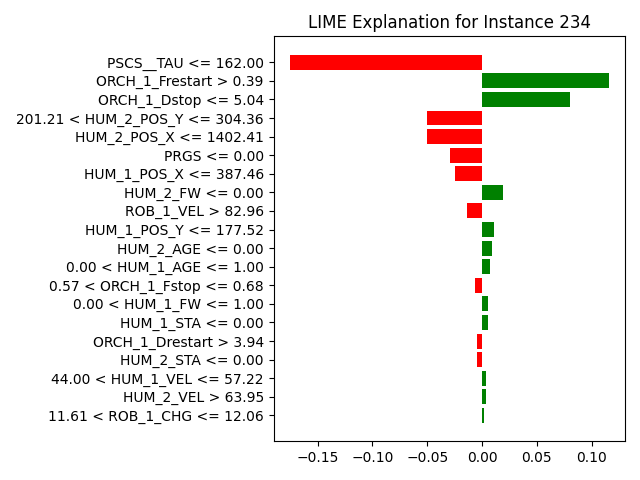 LIME Explanation for Instance 234
PSCS__TAU <= 162.00
ORCH_1_Frestart > 0.39
ORCH_1_Dstop <= 5.04
201.21 < HUM_2_POS_Y <= 304.36
HUM_2_POS_X <= 1402.41
PRGS <= 0.00
HUM_1_POS_X <= 387.46
HUM_2_FW <= 0.00
ROB_1_VEL > 82.96
HUM_1_POS_Y <= 177.52
HUM_2_AGE <= 0.00
0.00 < HUM_1_AGE <= 1.00
0.57 < ORCH_1_Fstop <= 0.68
0.00 < HUM_1_FW <= 1.00
HUM_1_STA <= 0.00
ORCH_1_Drestart > 3.94
HUM_2_STA <= 0.00
44.00 < HUM_1_VEL <= 57.22
HUM_2_VEL > 63.95
11.61 < ROB_1_CHG <= 12.06
−0.15 −0.10 −0.05 0.00 0.05 0.10